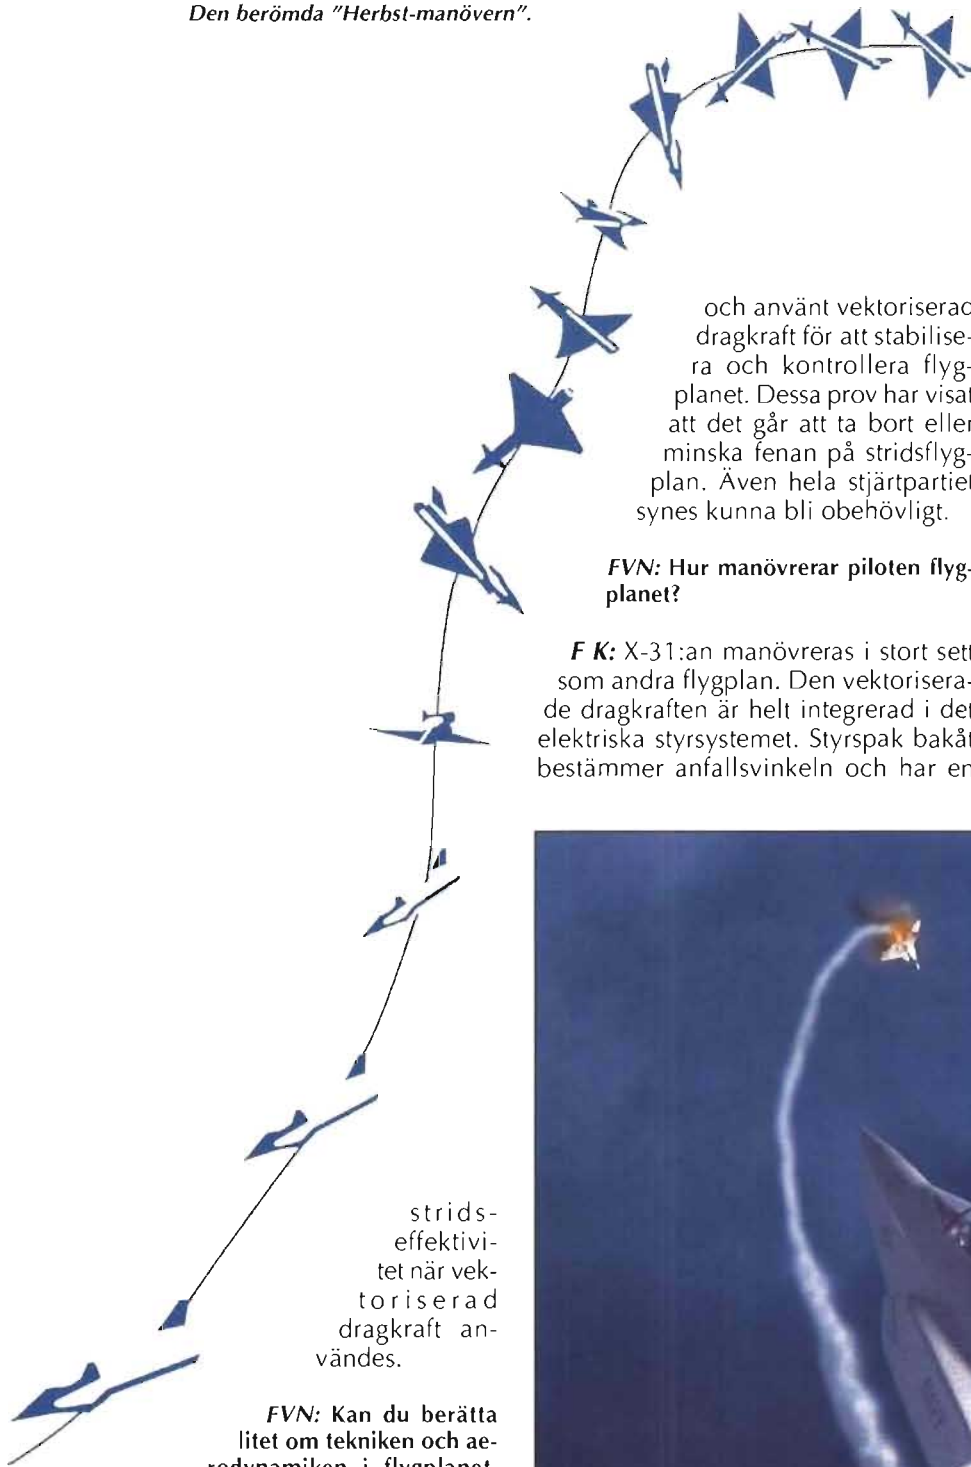 Den berömda "Herbst-manövern".
strids-
effektivi-
tet när vek-
toriserad
dragkraft an-
vändes.
FVN: Kan du berätta
litet om tekniken och ae-
rodynamiken i flygplanet.
och använt vektoriserad
dragkraft för att stabilise-
ra och kontrollera flyg-
planet. Dessa prov har visat
att det går att ta bort eller
minska fenan på stridsflyg-
plan. Även hela stjärtpartiet
synes kunna bli obehövligt.
FVN: Hur manövrerar piloten flyg-
planet?
F K: X-31:an manövreras i stort sett
som andra flygplan. Den vektorisera-
de dragkraften är helt integrerad i det
elektriska styrsystemet. Styrspak bakåt
bestämmer anfallsvinkeln och har en